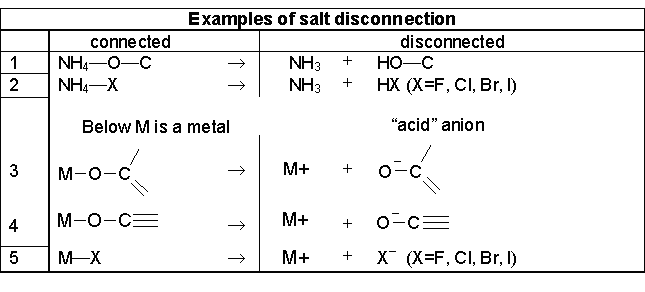 Examples of salt disconnection
connected disconnected
1 NH₄—O—C → NH₃ + HO—C
2 NH₄—X → NH₃ + HX (X=F, Cl, Br, I)
Below M is a metal “acid” anion
3 M–O–C → M+ + O⁻–C
4 M–O–C → M+ + O⁻–C
5 M—X → M+ + X⁻ (X=F, Cl, Br, I)